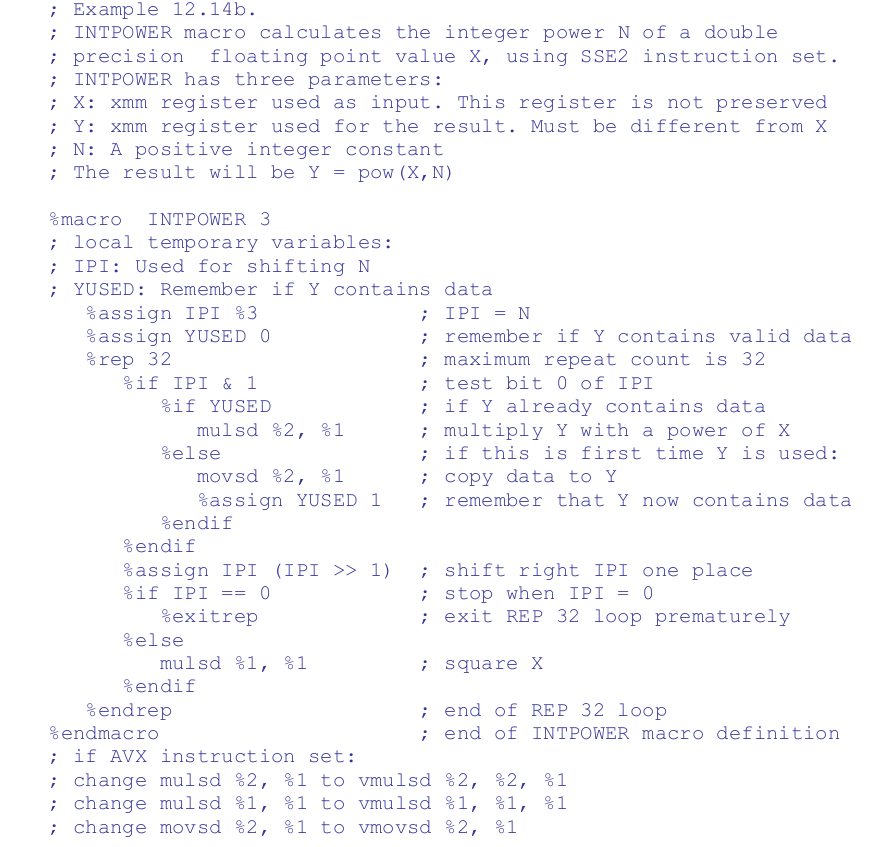 ; Example 12.14b.
; INTPOWER macro calculates the integer power N of a double
; precision  floating point value X, using SSE2 instruction set.
; INTPOWER has three parameters:
; X: xmm register used as input. This register is not preserved
; Y: xmm register used for the result. Must be different from X
; N: A positive integer constant
; The result will be Y = pow(X,N)

%macro  INTPOWER 3
; local temporary variables:
; IPI: Used for shifting N
; YUSED: Remember if Y contains data
   %assign IPI %3             ; IPI = N
   %assign YUSED 0            ; remember if Y contains valid data
   %rep 32                    ; maximum repeat count is 32
      %if IPI & 1             ; test bit 0 of IPI
         %if YUSED            ; if Y already contains data
            mulsd %2, %1      ; multiply Y with a power of X
         %else                ; if this is first time Y is used:
            movsd %2, %1      ; copy data to Y
            %assign YUSED 1   ; remember that Y now contains data
         %endif
      %endif
      %assign IPI (IPI >> 1)  ; shift right IPI one place
      %if IPI == 0            ; stop when IPI = 0
         %exitrep             ; exit REP 32 loop prematurely
      %else
         mulsd %1, %1         ; square X
      %endif
   %endrep                    ; end of REP 32 loop
%endmacro                     ; end of INTPOWER macro definition
; if AVX instruction set:
; change mulsd %2, %1 to vmulsd %2, %2, %1
; change mulsd %1, %1 to vmulsd %1, %1, %1
; change movsd %2, %1 to vmovsd %2, %1